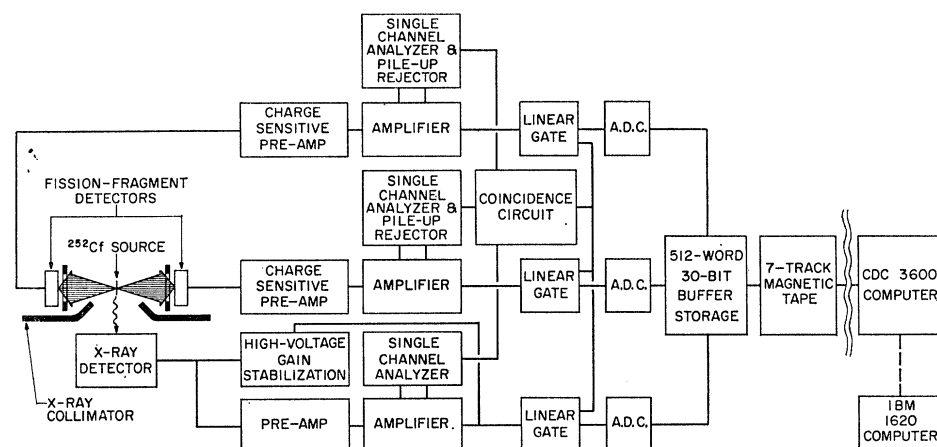 SINGLE
CHANNEL
ANALYZER &
PILE-UP
REJECTOR
CHARGE
SENSITIVE
PRE-AMP
AMPLIFIER
LINEAR
GATE
A.D.C.
FISSION-FRAGMENT
DETECTORS
252Cf SOURCE
SINGLE
CHANNEL
ANALYZER &
PILE-UP
REJECTOR
COINCIDENCE
CIRCUIT
CHARGE
SENSITIVE
PRE-AMP
AMPLIFIER
LINEAR
GATE
A.D.C.
512-WORD
30-BIT
BUFFER
STORAGE
7-TRACK
MAGNETIC
TAPE
CDC 3600
COMPUTER
X-RAY
DETECTOR
HIGH-VOLTAGE
GAIN
STABILIZATION
SINGLE
CHANNEL
ANALYZER
X-RAY
COLLIMATOR
PRE-AMP
AMPLIFIER
LINEAR
GATE
A.D.C.
IBM
1620
COMPUTER